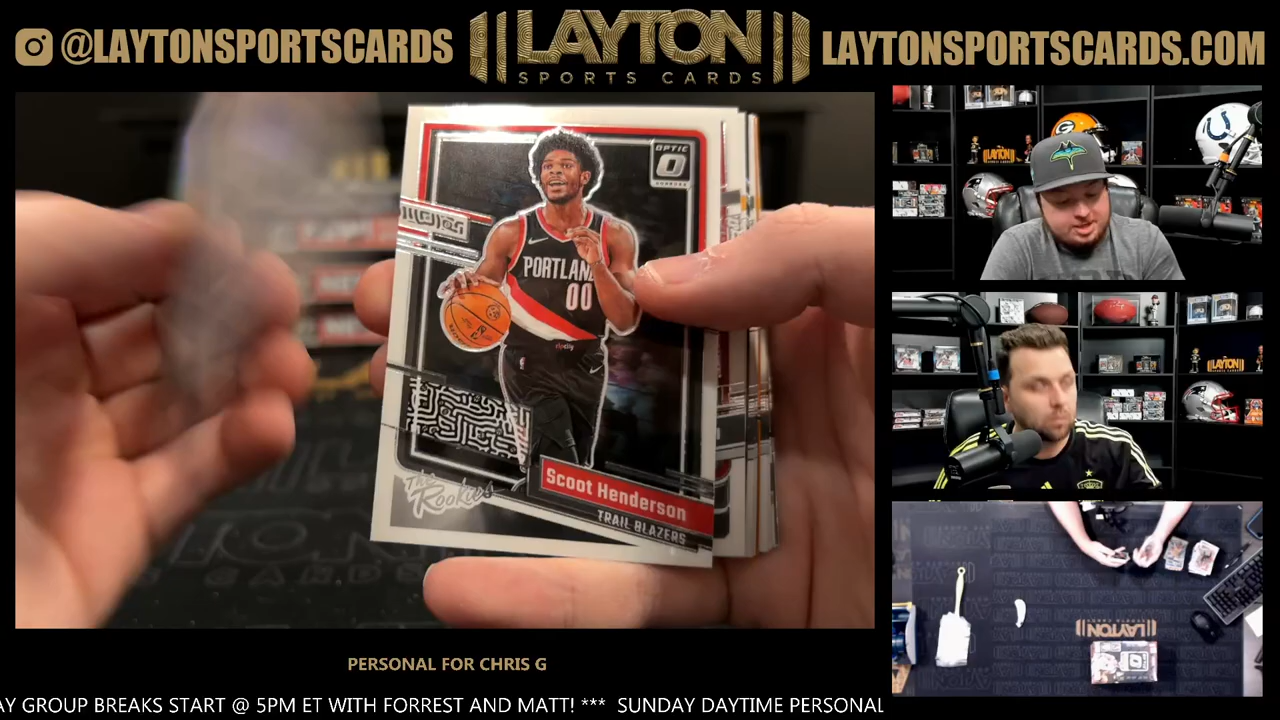 @LAYTONSPORTSCARDS
LAYTON
SPORTS CARDS
LAYTONSPORTSCARDS.COM
OPTIC
PORTLAND
00
The Rookies
Scoot Henderson
TRAIL BLAZERS
LAYTON
PERSONAL FOR CHRIS G
AY GROUP BREAKS START @ 5PM ET WITH FORREST AND MATT! *** SUNDAY DAYTIME PERSONAL